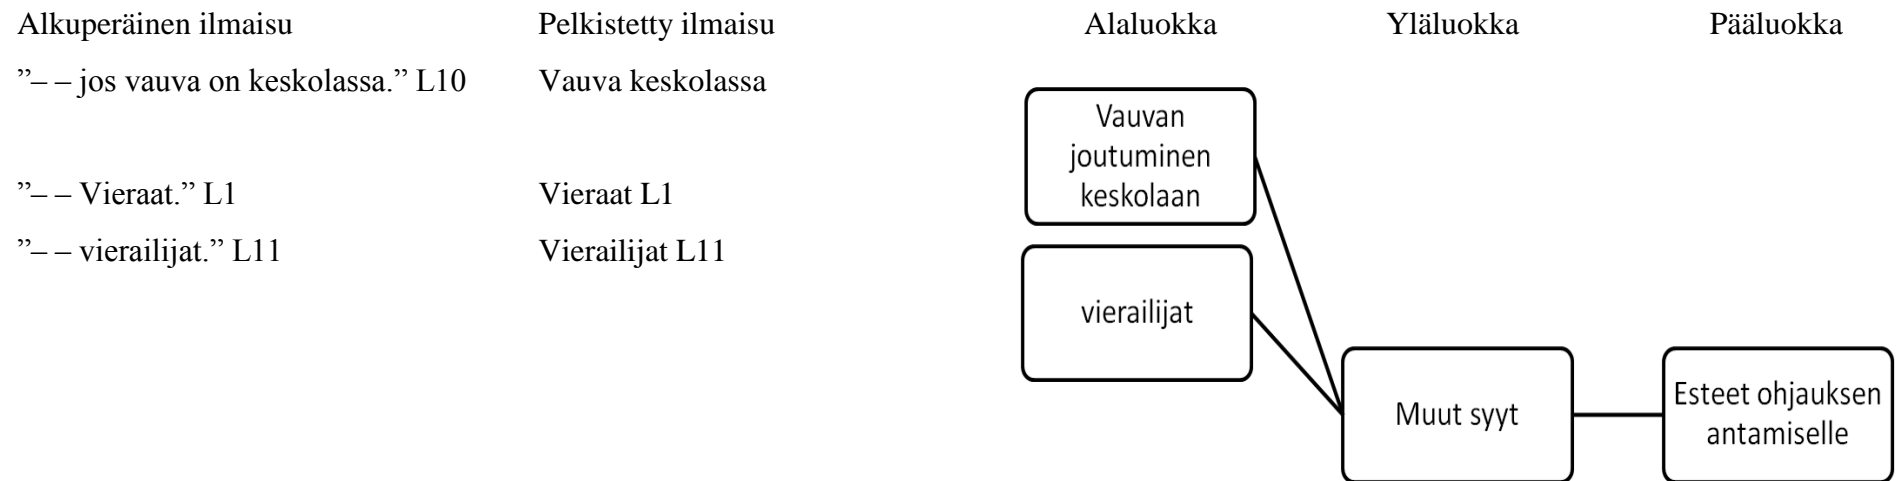 Alkuperäinen ilmaisu Pelkistetty ilmaisu Alaluokka Yläluokka Pääluokka
”– – jos vauva on keskolassa.” L10 Vauva keskolassa
Vauvan
joutuminen
keskolaan
”– – Vieraat.” L1 Vieraat L1
”– – vierailijat.” L11 Vierailijat L11
vierailijat
Muut syyt
Esteet ohjauksen
antamiselle